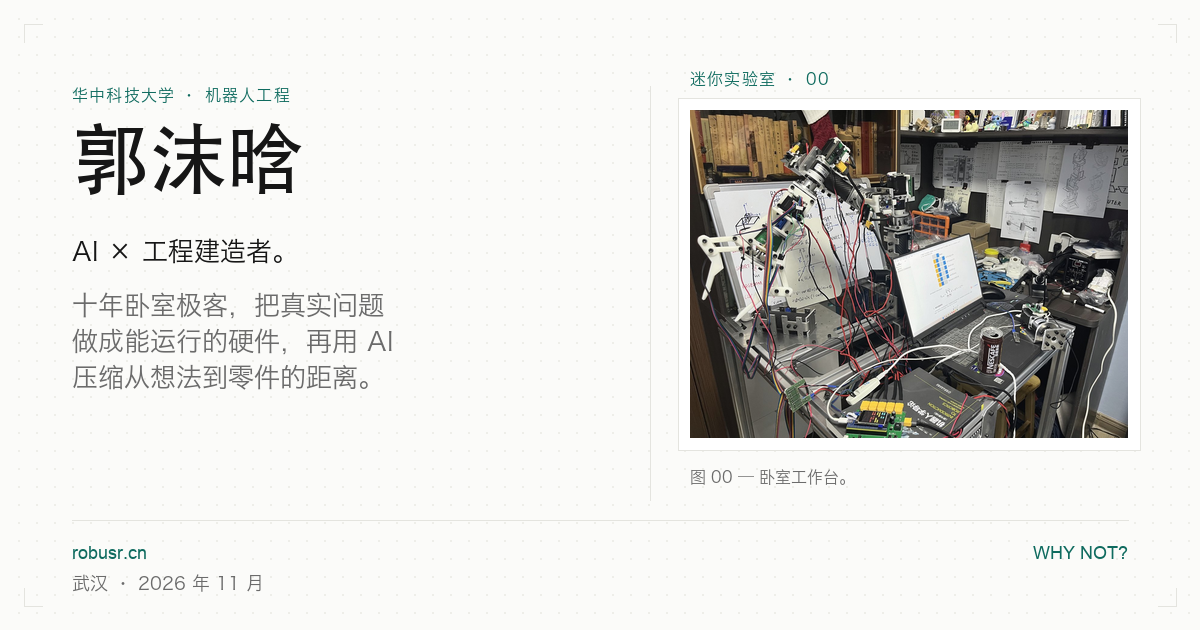 华中科技大学 · 机器人工程
郭沫晗
AI × 工程建造者。
十年卧室极客，把真实问题
做成能运行的硬件，再用 AI
压缩从想法到零件的距离。
迷你实验室 · 00
NESCAFE
图 00 — 卧室工作台。
robusr.cn
武汉 · 2026 年 11 月
WHY NOT?